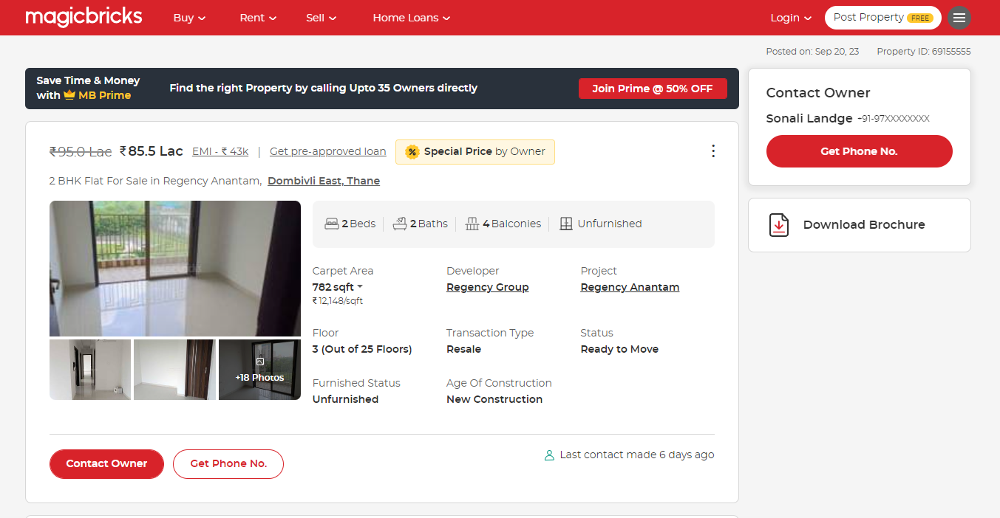 magicbricks
Buy
Rent
Sell
Home Loans
Login
Post Property FREE
Posted on: Sep 20, 23 Property ID: 69155555
Save Time & Money
with MB Prime
Find the right Property by calling Upto 35 Owners directly
Join Prime @ 50% OFF
₹95.0 Lac ₹85.5 Lac EMI - ₹ 43k | Get pre-approved loan Special Price by Owner
2 BHK Flat For Sale in Regency Anantam, Dombivli East, Thane
2 Beds
2 Baths
4 Balconies
Unfurnished
Carpet Area
782 sqft
₹12,148/sqft
Developer
Regency Group
Project
Regency Anantam
Floor
3 (Out of 25 Floors)
Transaction Type
Resale
Status
Ready to Move
Furnished Status
Unfurnished
Age Of Construction
New Construction
+18 Photos
Contact Owner
Get Phone No.
Last contact made 6 days ago
Contact Owner
Sonali Landge +91-97XXXXXXXX
Get Phone No.
Download Brochure